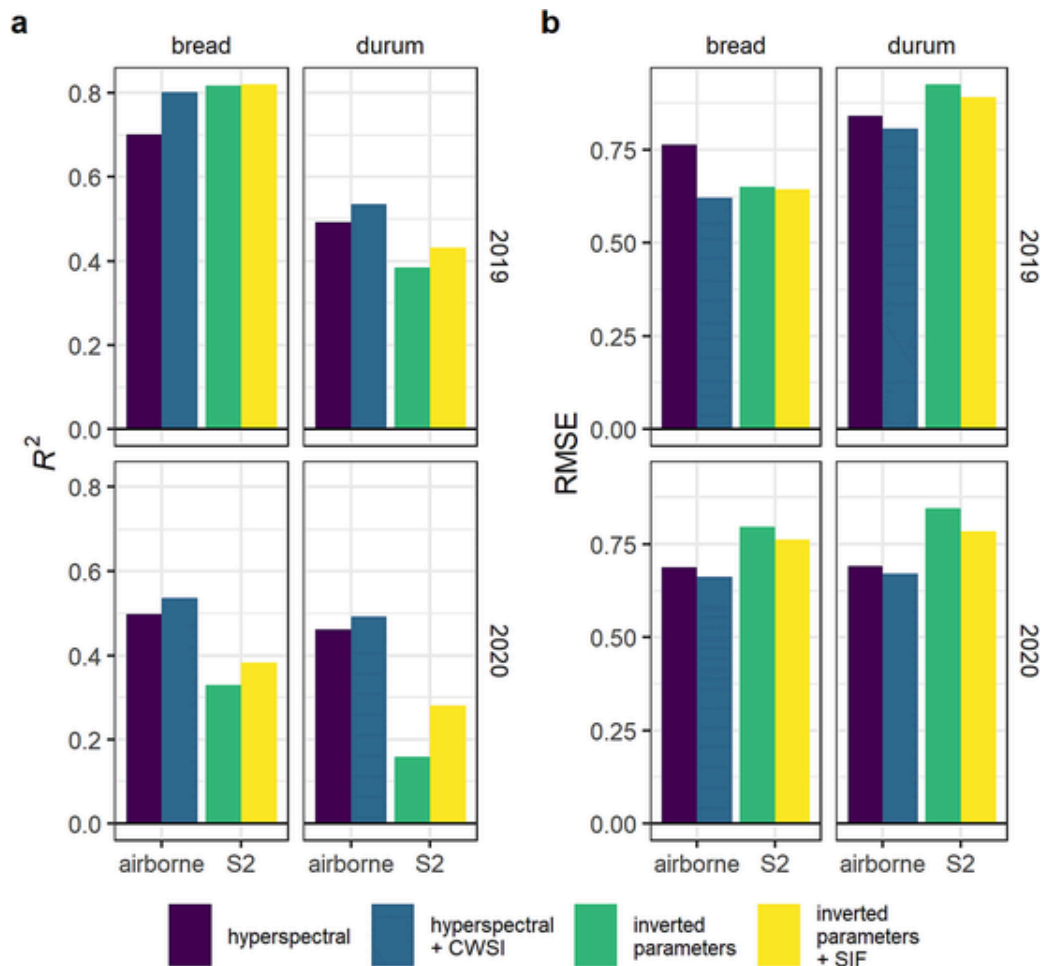 a
bread durum
0.8
0.6
0.4
0.2
0.0
2019
R²
0.8
0.6
0.4
0.2
0.0
2020
airborne S2 airborne S2
b
bread durum
0.75
0.50
0.25
0.00
2019
RMSE
0.75
0.50
0.25
0.00
2020
airborne S2 airborne S2
hyperspectral
hyperspectral
+ CWSI
inverted
parameters
inverted
parameters
+ SIF